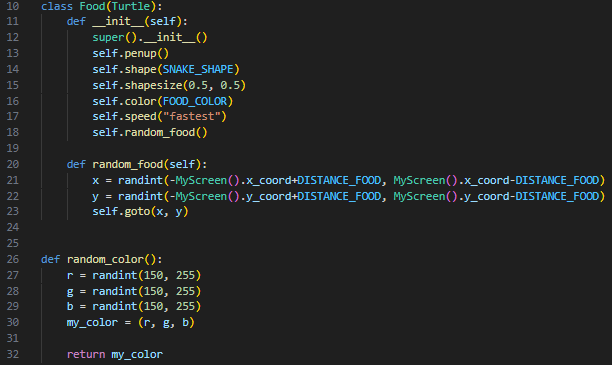 10 class Food(Turtle):
11     def __init__(self):
12         super().__init__()
13         self.penup()
14         self.shape(SNAKE_SHAPE)
15         self.shapesize(0.5, 0.5)
16         self.color(FOOD_COLOR)
17         self.speed("fastest")
18         self.random_food()
19
20     def random_food(self):
21         x = randint(-MyScreen().x_coord+DISTANCE_FOOD, MyScreen().x_coord-DISTANCE_FOOD)
22         y = randint(-MyScreen().y_coord+DISTANCE_FOOD, MyScreen().y_coord-DISTANCE_FOOD)
23         self.goto(x, y)
24
25
26 def random_color():
27     r = randint(150, 255)
28     g = randint(150, 255)
29     b = randint(150, 255)
30     my_color = (r, g, b)
31
32     return my_color